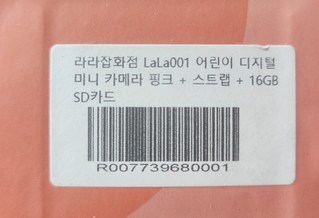 라라잡화점 LaLa001 어린이 디지털
미니 카메라 핑크 + 스트랩 + 16GB
SD카드
R007739680001